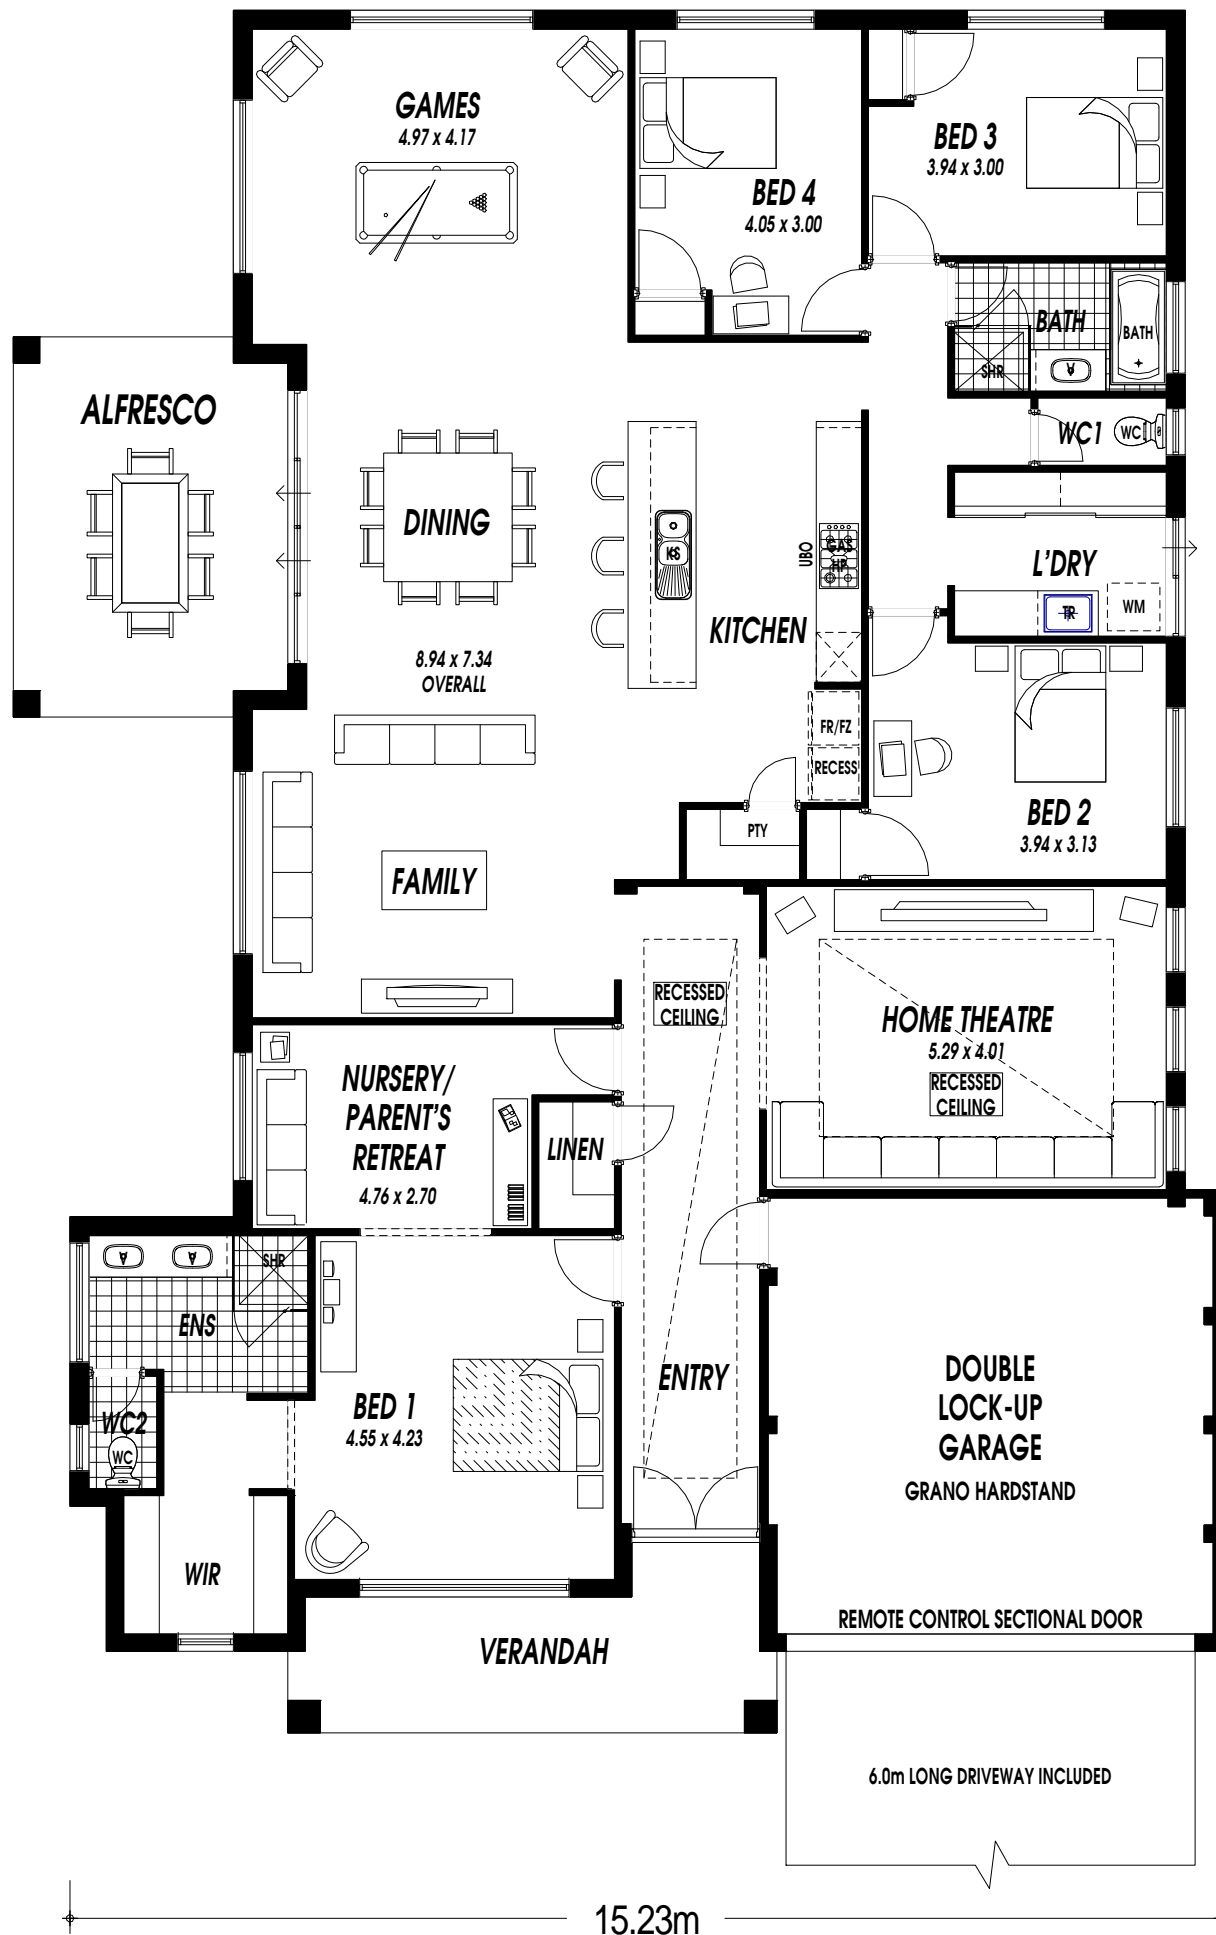 GAMES
4.97 x 4.17
BED 4
4.05 x 3.00
BED 3
3.94 x 3.00
BATH
BATH
SHR
ALFRESCO
WC1
WC
DINING
KS
UBO
GAS
HP
L'DRY
TR
WM
KITCHEN
8.94 x 7.34
OVERALL
FR/FZ
RECESS
PTY
BED 2
3.94 x 3.13
FAMILY
RECESSED
CEILING
HOME THEATRE
5.29 x 4.01
RECESSED
CEILING
NURSERY/
PARENT'S
RETREAT
4.76 x 2.70
LINEN
SHR
ENS
WC2
WC
BED 1
4.55 x 4.23
ENTRY
DOUBLE
LOCK-UP
GARAGE
GRANO HARDSTAND
WIR
REMOTE CONTROL SECTIONAL DOOR
VERANDAH
6.0m LONG DRIVEWAY INCLUDED
15.23m